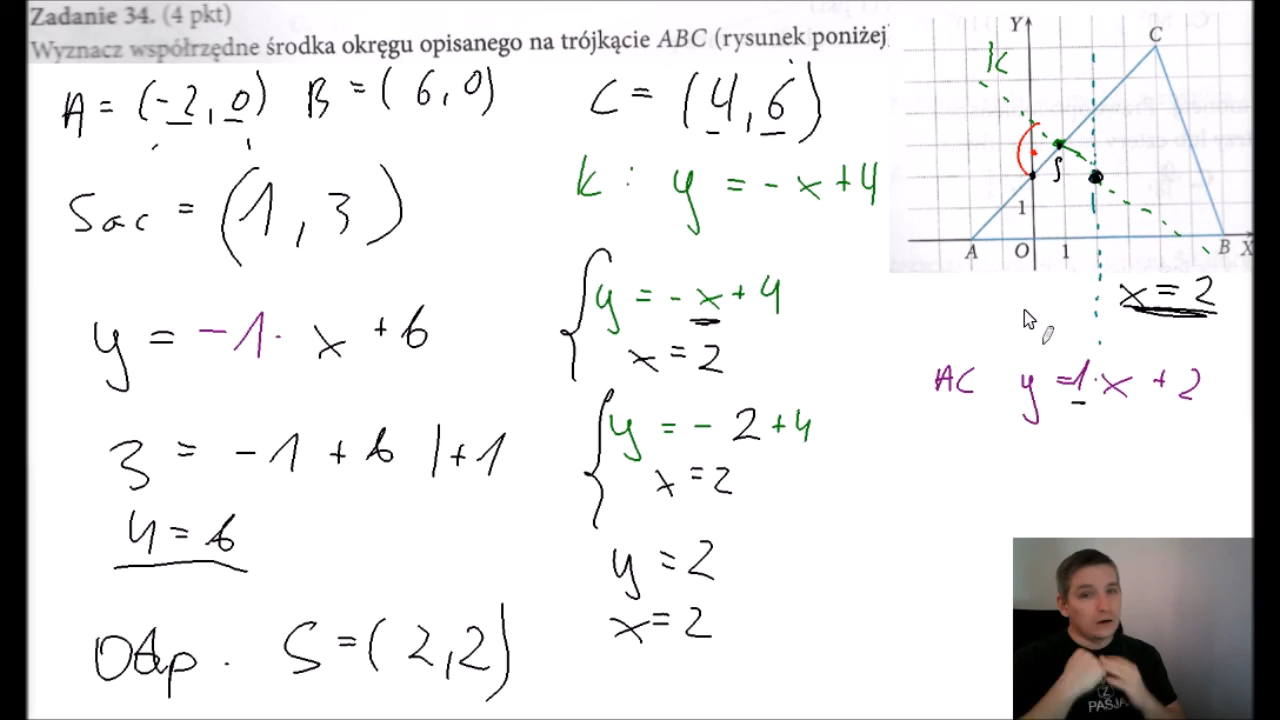 Zadanie 34. (4 pkt)
Wyznacz współrzędne środka okręgu opisanego na trójkącie ABC (rysunek poniżej
A = (-2, 0) B = (6, 0) C = (4, 6)
Sac = (1, 3)
k: y = -x+4
y = -1· x + b
3 = -1 + b |+1
4 = b
Odp. S = (2,2)
y = -x + 4
x = 2
y = - 2 + 4
x = 2
y = 2
x = 2
Y
C
k
S
1
A O 1 B X
x = 2
AC y = 1·x + 2
Z
PASJĄ